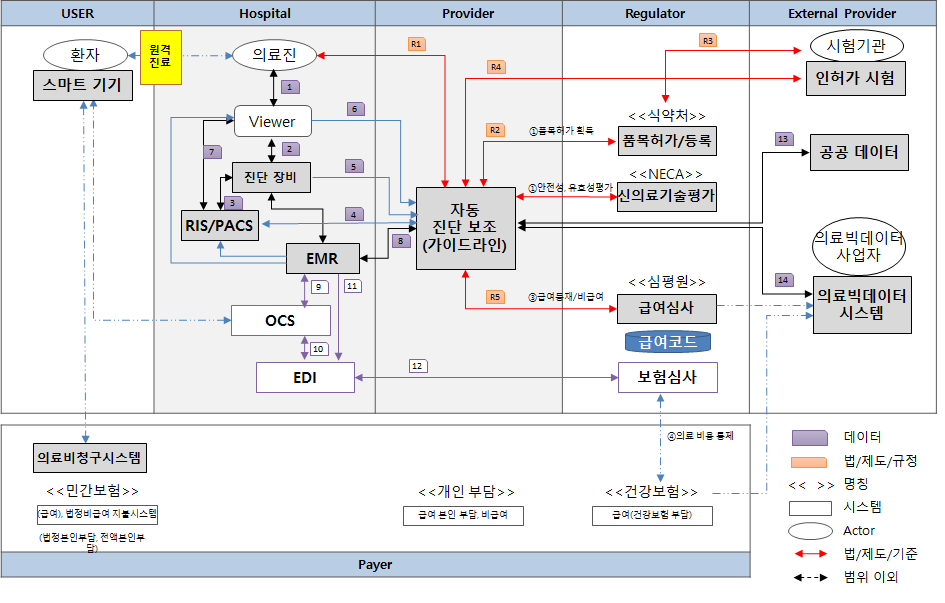 USER
Hospital
Provider
Regulator
External Provider
환자
원격
진료
의료진
R1
R3
시험기관
스마트 기기
R4
인허가 시험
1
6
<<식약처>>
Viewer
R2
①품목허가 획득
품목허가/등록
13
7
2
공공 데이터
진단 장비
5
<<NECA>>
①안전성, 유효성평가
신의료기술평가
3
4
자동
진단 보조
(가이드라인)
RIS/PACS
8
의료빅데이터
사업자
EMR
9
11
<<심평원>>
14
R5
③급여등재/비급여
급여심사
의료빅데이터
시스템
OCS
급여코드
10
12
EDI
보험심사
④의료 비용 통제
데이터
의료비청구시스템
법/제도/규정
<<민간보험>>
<<개인 부담>>
<<건강보험>>
<< >> 명칭
(급여), 법정비급여 지불시스템
급여 본인 부담, 비급여
급여(건강보험 부담)
시스템
(법정본인부담, 전액본인부
담)
Actor
법/제도/기준
Payer
범위 이외